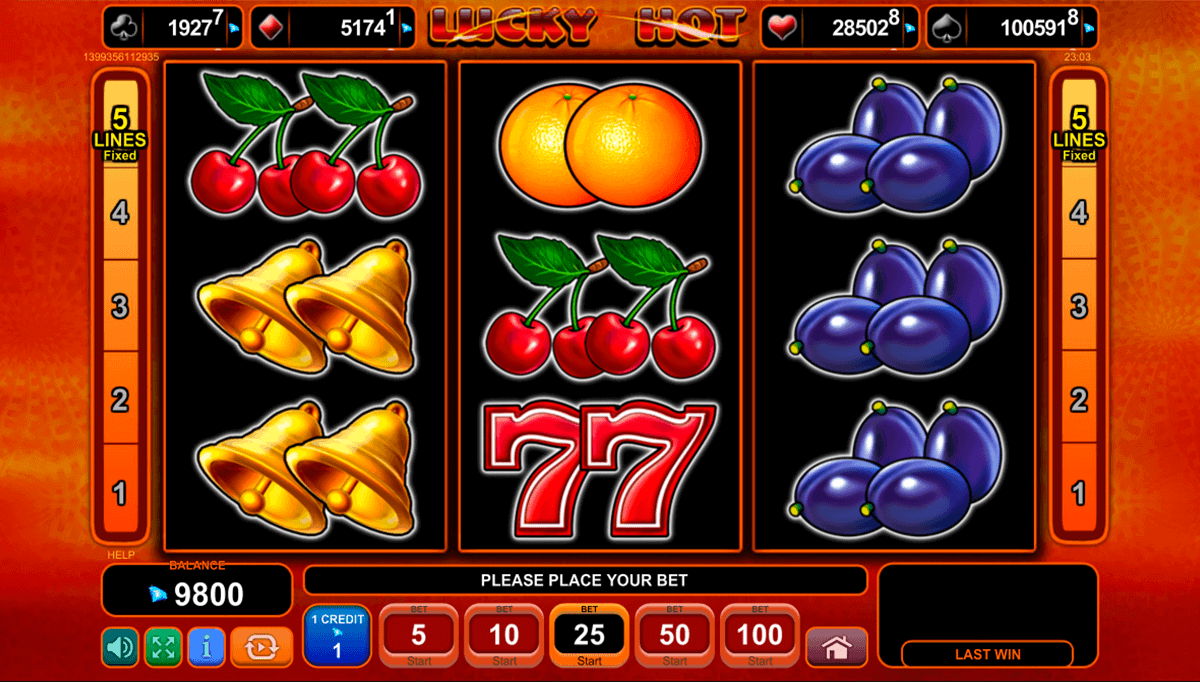 1927⁷
5174¹
LUCKY HOT
28502⁸
100591⁸
1399356112935
23:03
5
LINES
Fixed
4
3
2
1
HELP
77
5
LINES
Fixed
4
3
2
1
BALANCE
9800
PLEASE PLACE YOUR BET
1 CREDIT
1
BET
5
Start
BET
10
Start
BET
25
Start
BET
50
Start
BET
100
Start
LAST WIN